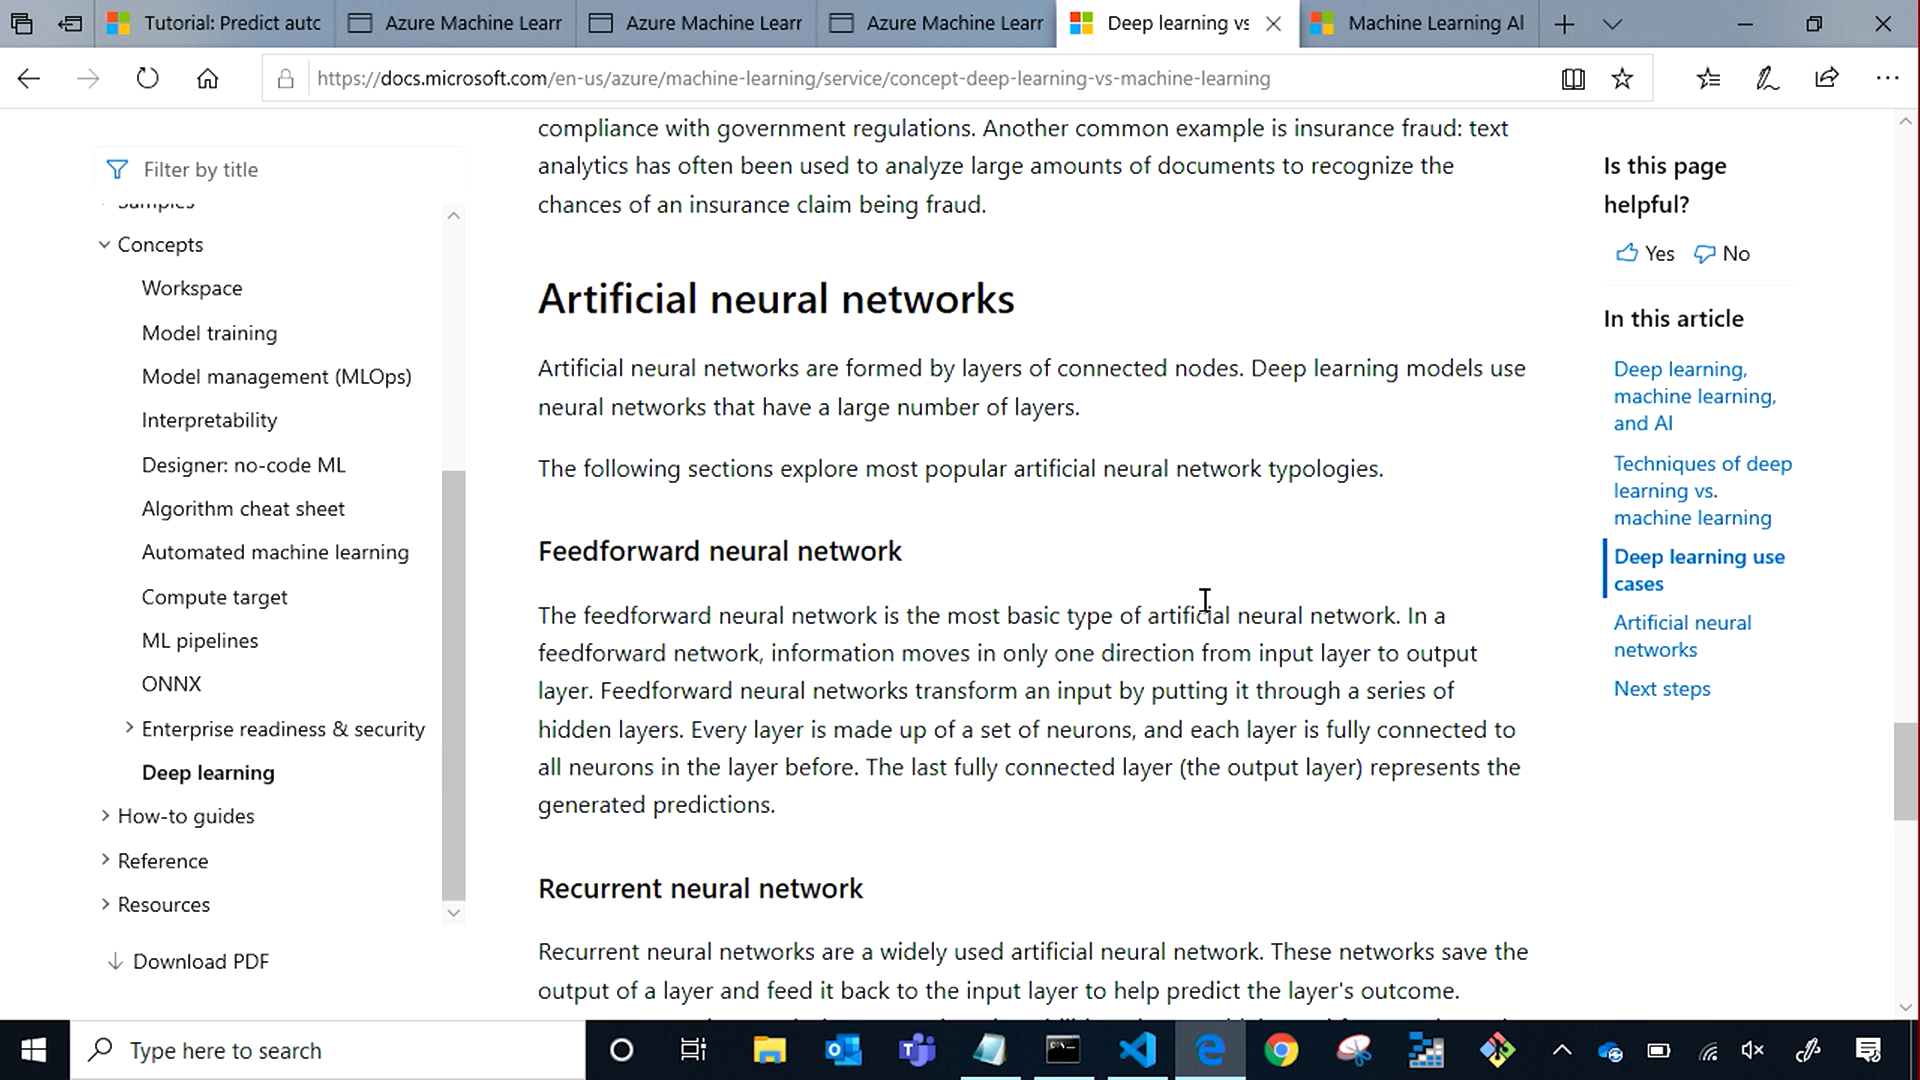 Tutorial: Predict autc
Azure Machine Learr
Azure Machine Learr
Azure Machine Learr
Deep learning vs
Machine Learning Al
https://docs.microsoft.com/en-us/azure/machine-learning/service/concept-deep-learning-vs-machine-learning
Filter by title
Samples
Concepts
Workspace
Model training
Model management (MLOps)
Interpretability
Designer: no-code ML
Algorithm cheat sheet
Automated machine learning
Compute target
ML pipelines
ONNX
Enterprise readiness & security
Deep learning
How-to guides
Reference
Resources
Download PDF
compliance with government regulations. Another common example is insurance fraud: text
analytics has often been used to analyze large amounts of documents to recognize the
chances of an insurance claim being fraud.
Artificial neural networks
Artificial neural networks are formed by layers of connected nodes. Deep learning models use
neural networks that have a large number of layers.
The following sections explore most popular artificial neural network typologies.
Feedforward neural network
The feedforward neural network is the most basic type of artificial neural network. In a
feedforward network, information moves in only one direction from input layer to output
layer. Feedforward neural networks transform an input by putting it through a series of
hidden layers. Every layer is made up of a set of neurons, and each layer is fully connected to
all neurons in the layer before. The last fully connected layer (the output layer) represents the
generated predictions.
Recurrent neural network
Recurrent neural networks are a widely used artificial neural network. These networks save the
output of a layer and feed it back to the input layer to help predict the layer's outcome.
Is this page
helpful?
Yes No
In this article
Deep learning,
machine learning,
and AI
Techniques of deep
learning vs.
machine learning
Deep learning use
cases
Artificial neural
networks
Next steps
Type here to search